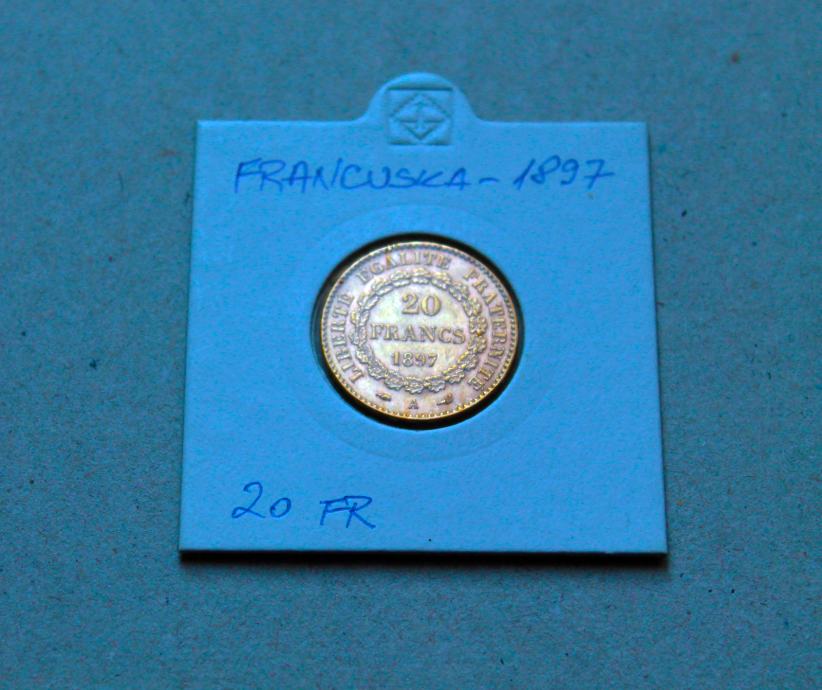 FRANCUSKA - 1897
LIBERTE EGALITE FRATERNITE
20
FRANCS
1897
A
20 FR